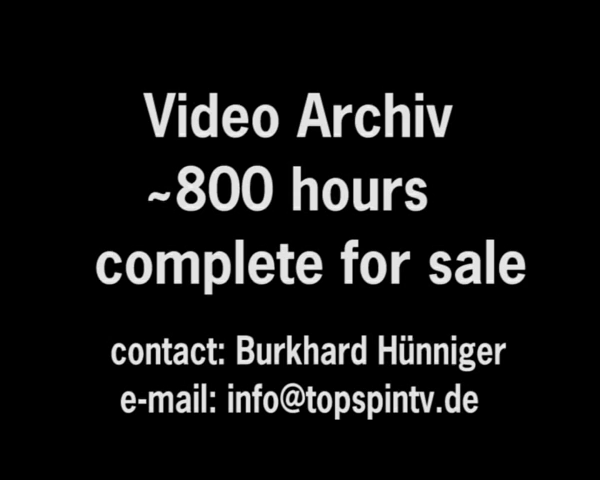 Video Archiv
~800 hours
complete for sale
contact: Burkhard Hünniger
e-mail: info@topspintv.de